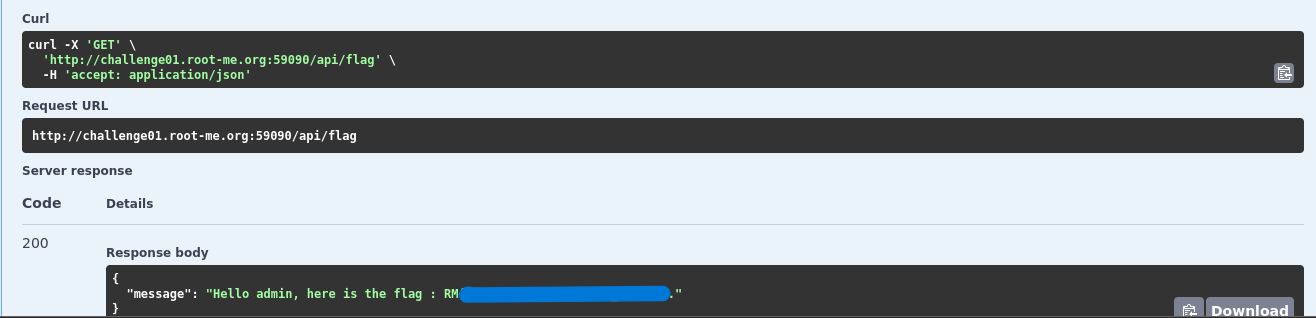 Curl
curl -X 'GET' \
'http://challenge01.root-me.org:59090/api/flag' \
-H 'accept: application/json'
Request URL
http://challenge01.root-me.org:59090/api/flag
Server response
Code Details
200
Response body
{
"message": "Hello admin, here is the flag : RM ."
}
Download